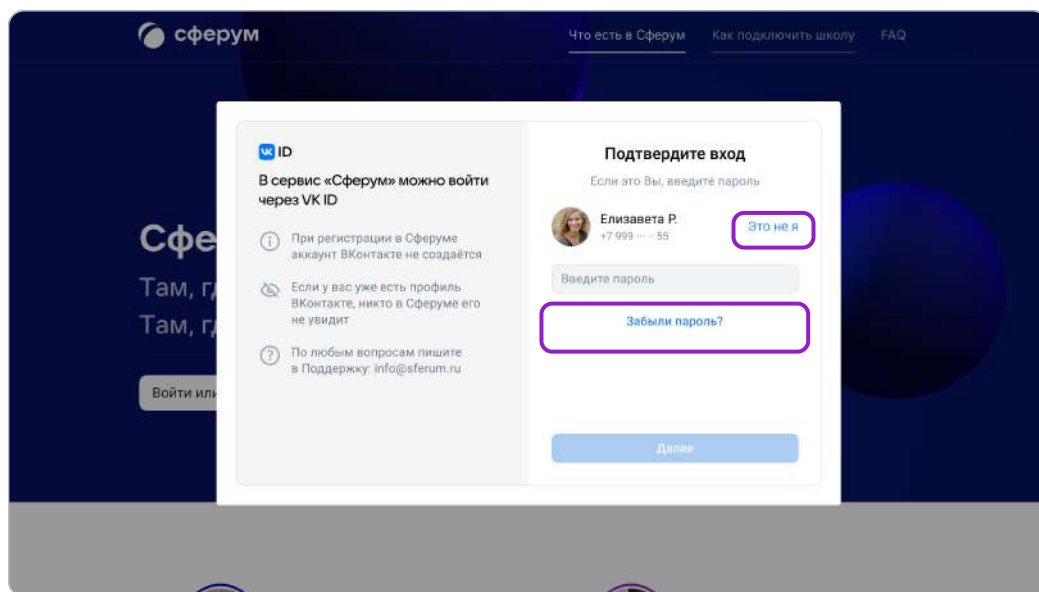 сферум
Что есть в Сферум Как подключить школу FAQ
VK ID
В сервис «Сферум» можно войти
через VK ID
При регистрации в Сферуме
аккаунт ВКонтакте не создаётся
Если у вас уже есть профиль
ВКонтакте, никто в Сферуме его
не увидит
По любым вопросам пишите
в Поддержку: info@sferum.ru
Подтвердите вход
Если это Вы, введите пароль
Елизавета Р.
+7 999 ··· ·· 55
Это не я
Введите пароль
Забыли пароль?
Далее
Сфе
Там, г
Там, г
Войти или